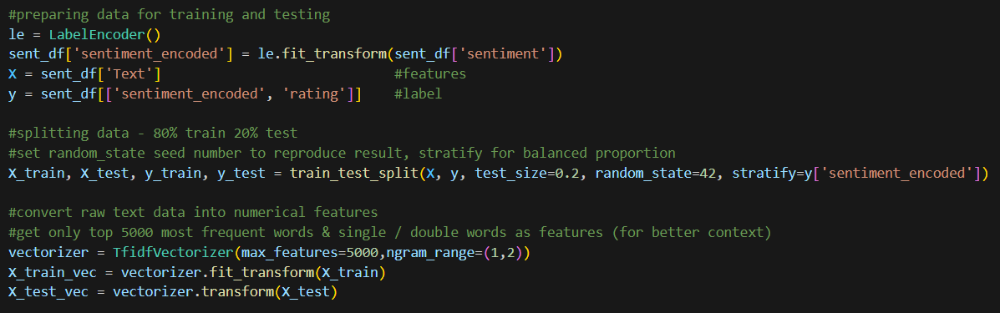 #preparing data for training and testing
le = LabelEncoder()
sent_df['sentiment_encoded'] = le.fit_transform(sent_df['sentiment'])
X = sent_df['Text'] #features
y = sent_df[['sentiment_encoded', 'rating']] #label
#splitting data - 80% train 20% test
#set random_state seed number to reproduce result, stratify for balanced proportion
X_train, X_test, y_train, y_test = train_test_split(X, y, test_size=0.2, random_state=42, stratify=y['sentiment_encoded'])
#convert raw text data into numerical features
#get only top 5000 most frequent words & single / double words as features (for better context)
vectorizer = TfidfVectorizer(max_features=5000,ngram_range=(1,2))
X_train_vec = vectorizer.fit_transform(X_train)
X_test_vec = vectorizer.transform(X_test)